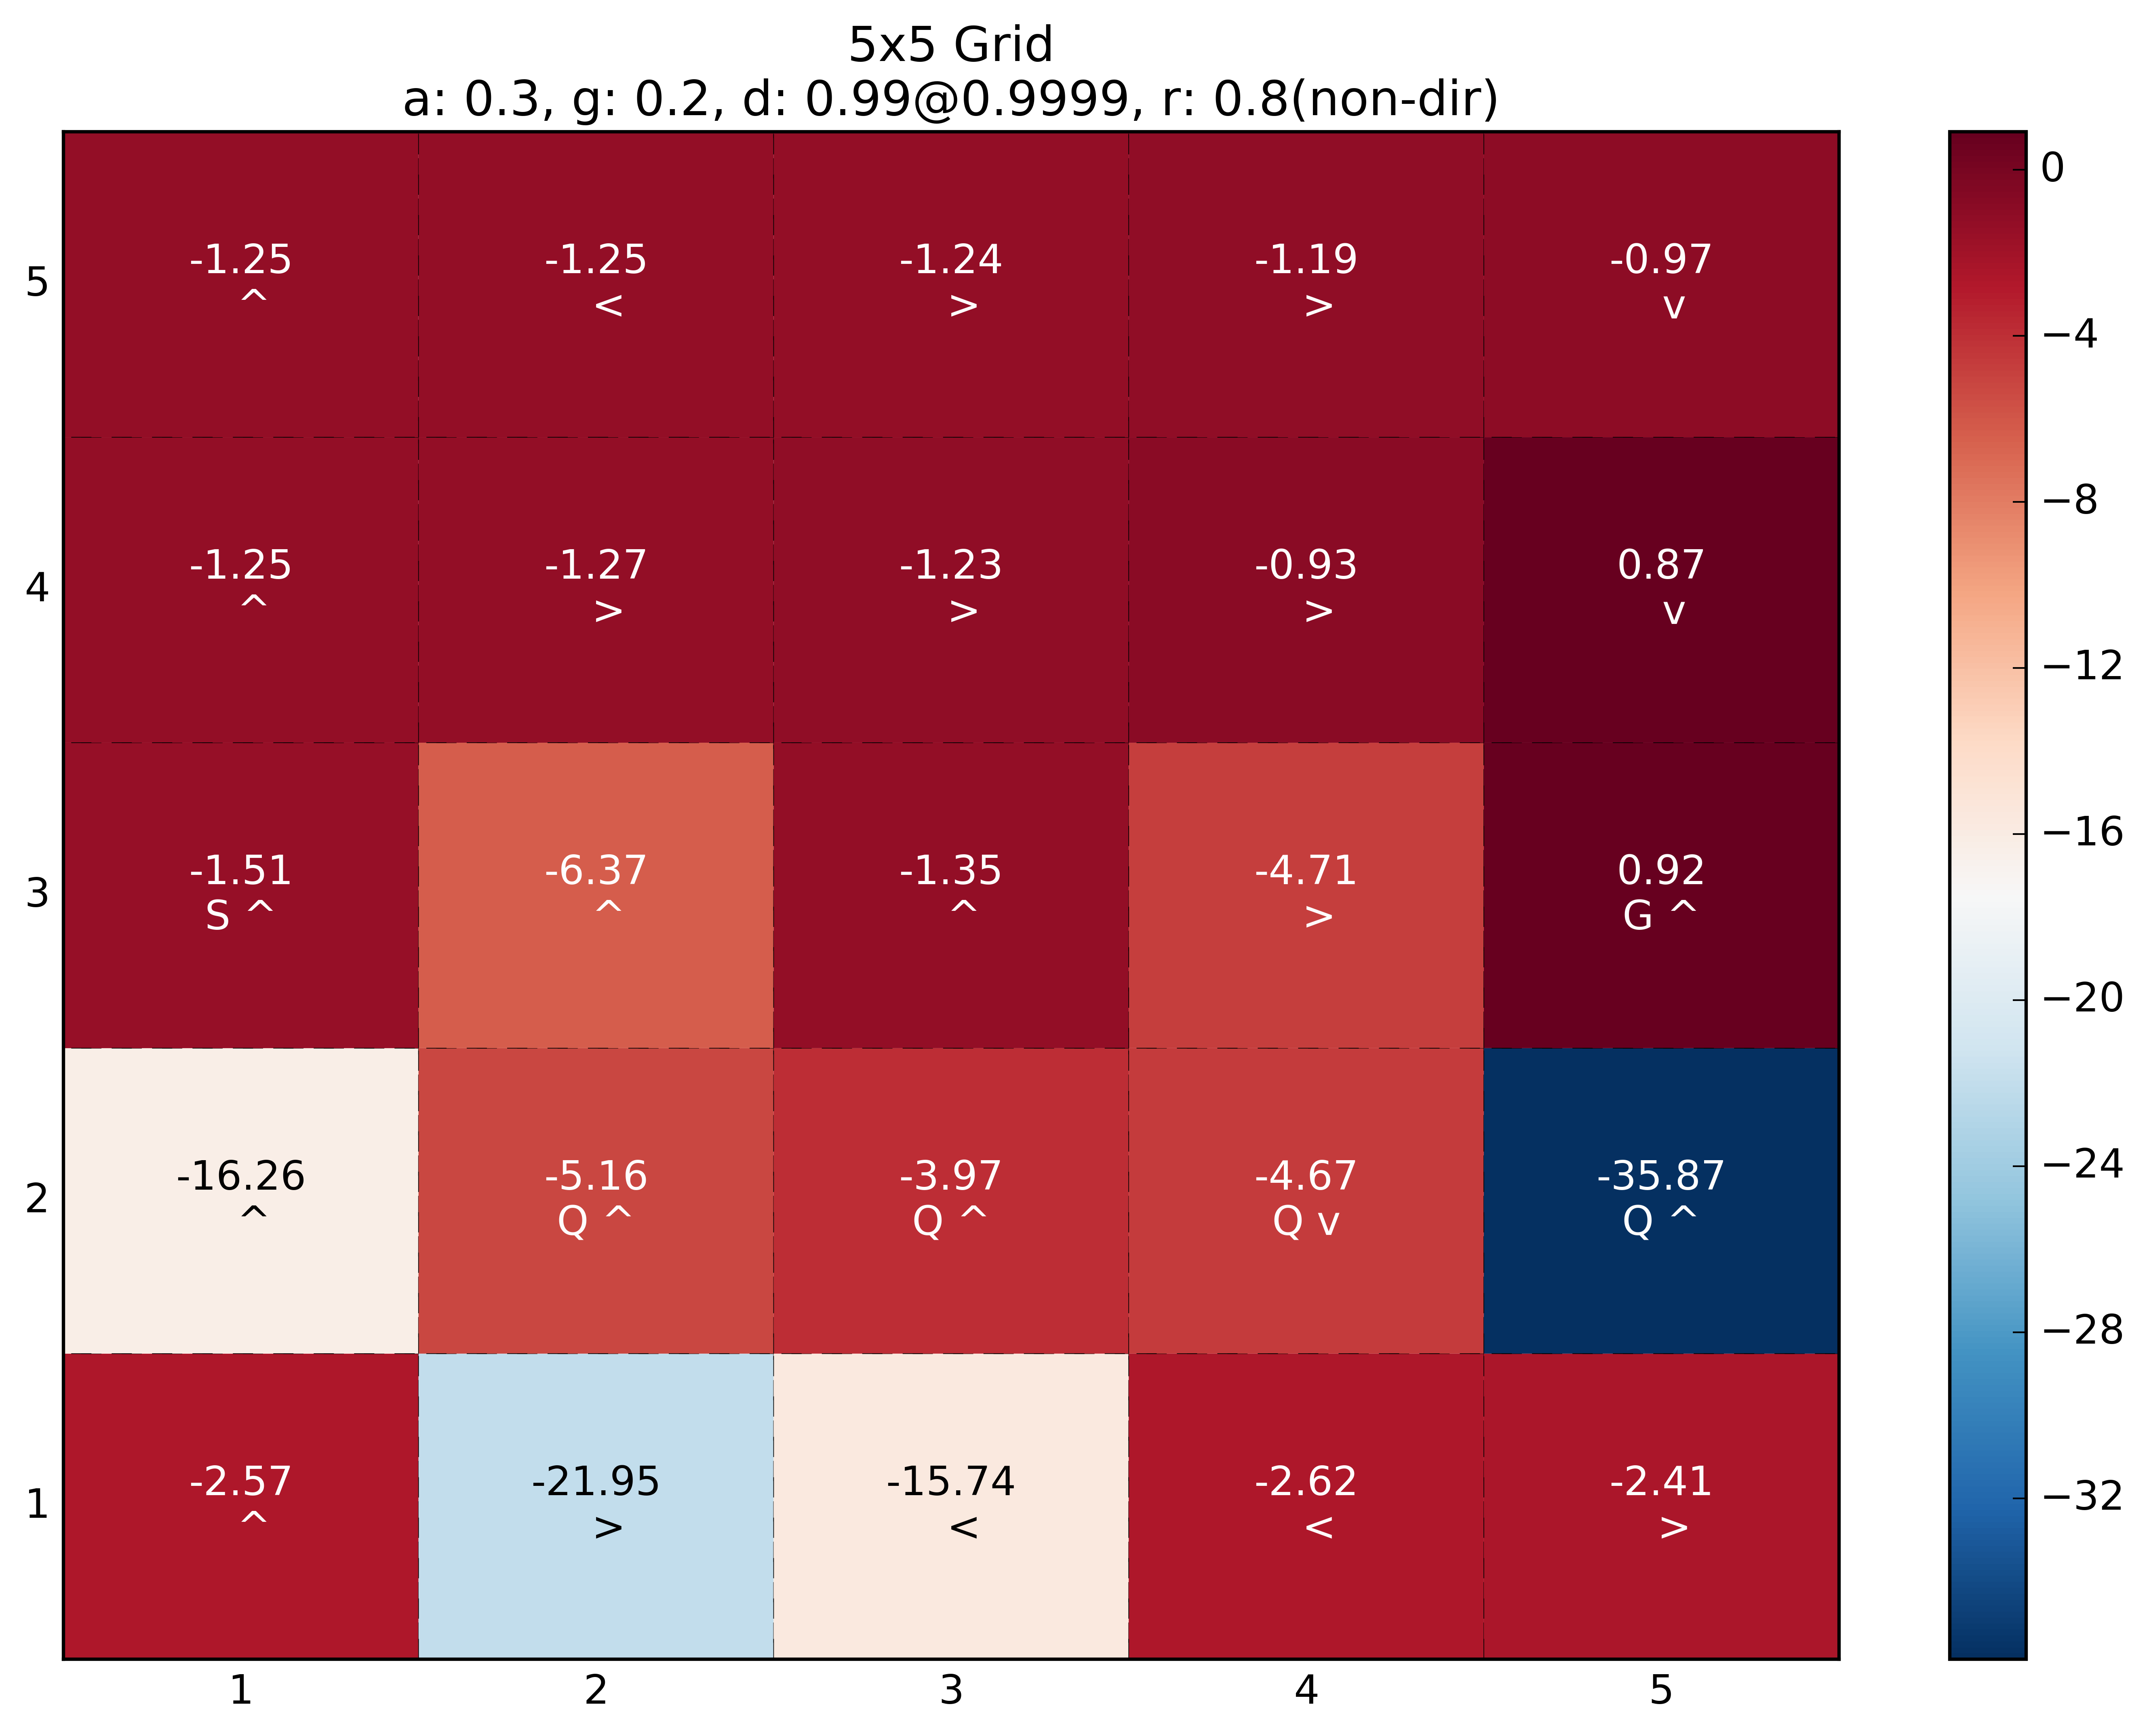 5x5 Grid
a: 0.3, g: 0.2, d: 0.99@0.9999, r: 0.8(non-dir)
5
-1.25 -1.25 -1.24 -1.19 -0.97
^ < > > v
4
-1.25 -1.27 -1.23 -0.93 0.87
^ > > > v
3
-1.51 -6.37 -1.35 -4.71 0.92
S ^ ^ ^ > G ^
2
-16.26 -5.16 -3.97 -4.67 -35.87
^ Q ^ Q ^ Q v Q ^
1
-2.57 -21.95 -15.74 -2.62 -2.41
^ > < < >
1 2 3 4 5
0
−4
−8
−12
−16
−20
−24
−28
−32